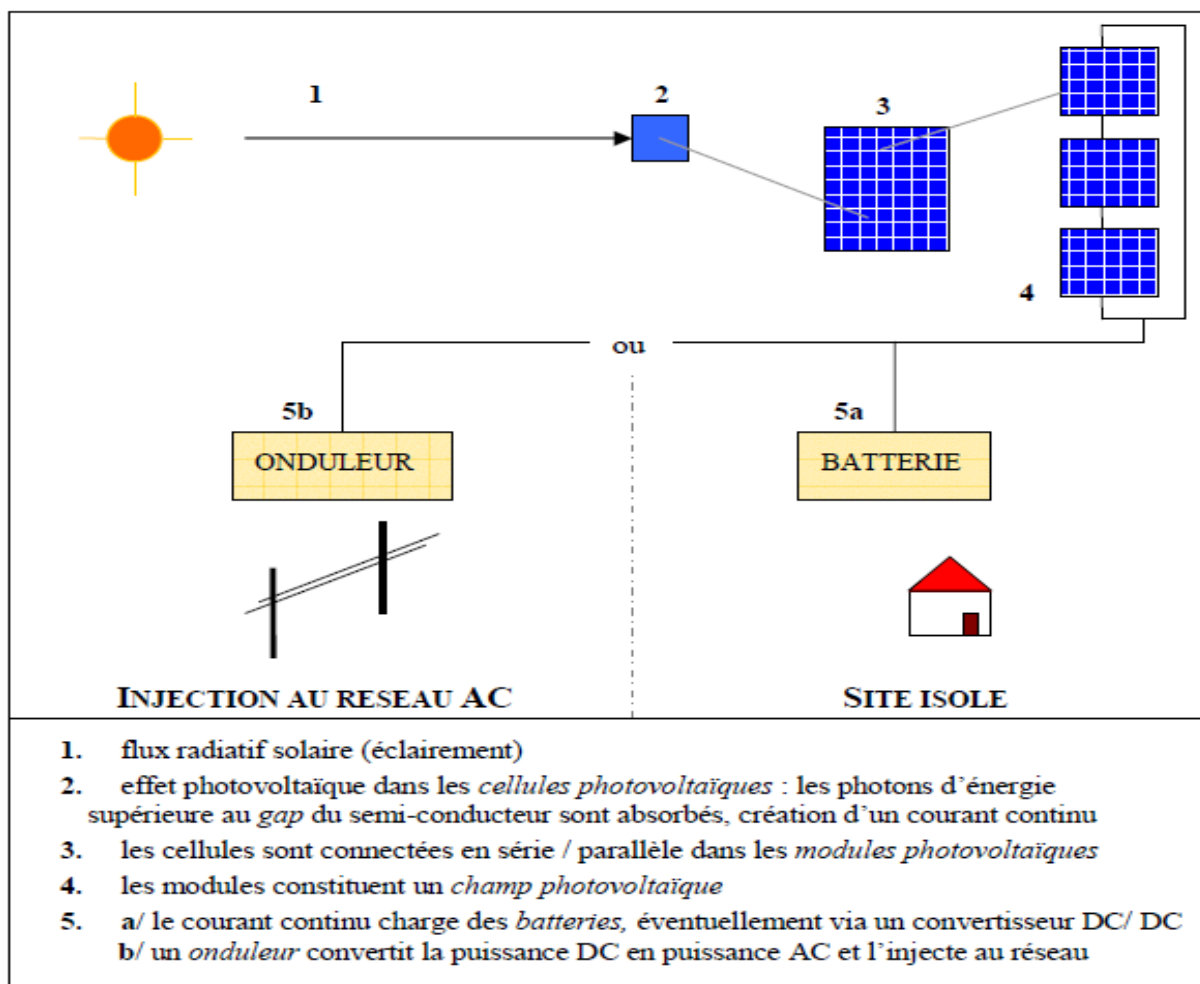 1
2
3
4
ou
5b
5a
ONDULEUR
BATTERIE
INJECTION AU RESEAU AC
SITE ISOLE
1. flux radiatif solaire (éclairement)
2. effet photovoltaïque dans les cellules photovoltaïques : les photons d’énergie
supérieure au gap du semi-conducteur sont absorbés, création d’un courant continu
3. les cellules sont connectées en série / parallèle dans les modules photovoltaïques
4. les modules constituent un champ photovoltaïque
5. a/ le courant continu charge des batteries, éventuellement via un convertisseur DC/ DC
b/ un onduleur convertit la puissance DC en puissance AC et l’injecte au réseau